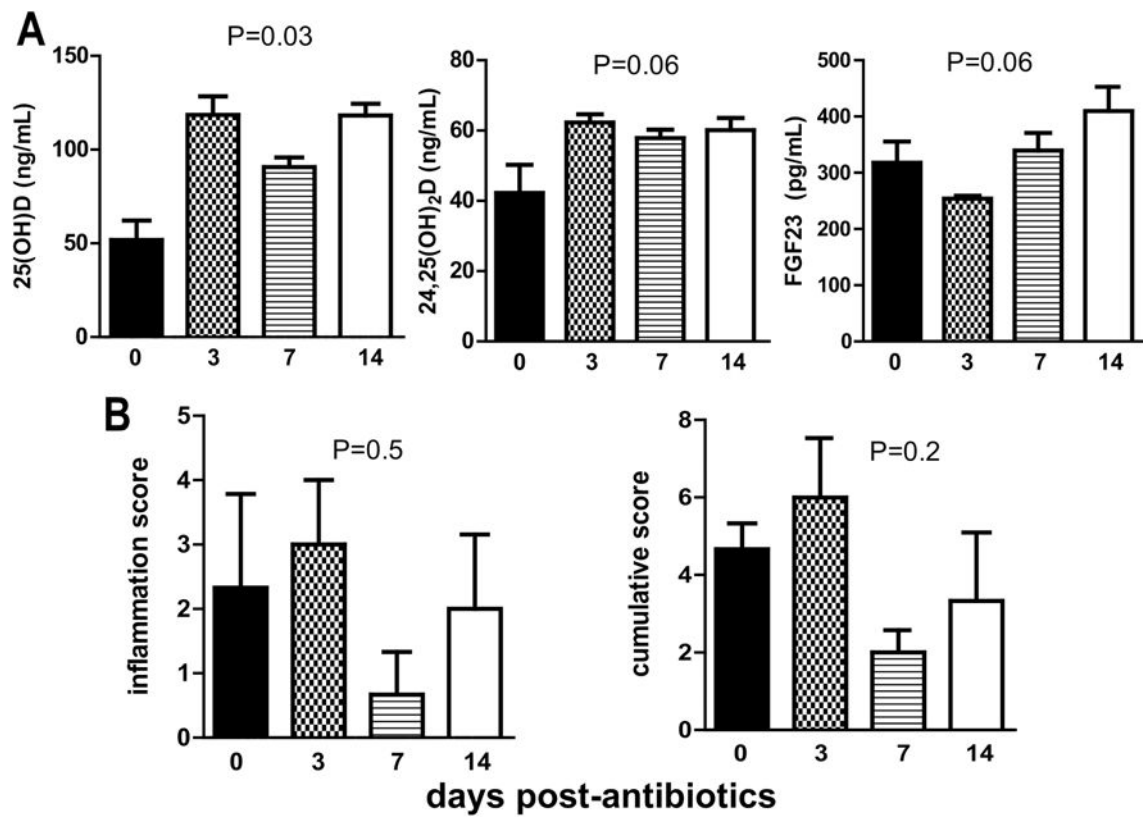 A
P=0.03
25(OH)D (ng/mL)
150
100
50
0
0 3 7 14
P=0.06
24,25(OH)₂D (ng/mL)
80
60
40
60
0
0 3 7 14
P=0.06
FGF23 (pg/mL)
500
400
300
200
100
0
0 3 7 14
B
P=0.5
inflammation score
5
4
3
2
1
0
0 3 7 14
P=0.2
cumulative score
8
6
4
2
0
0 3 7 14
days post-antibiotics